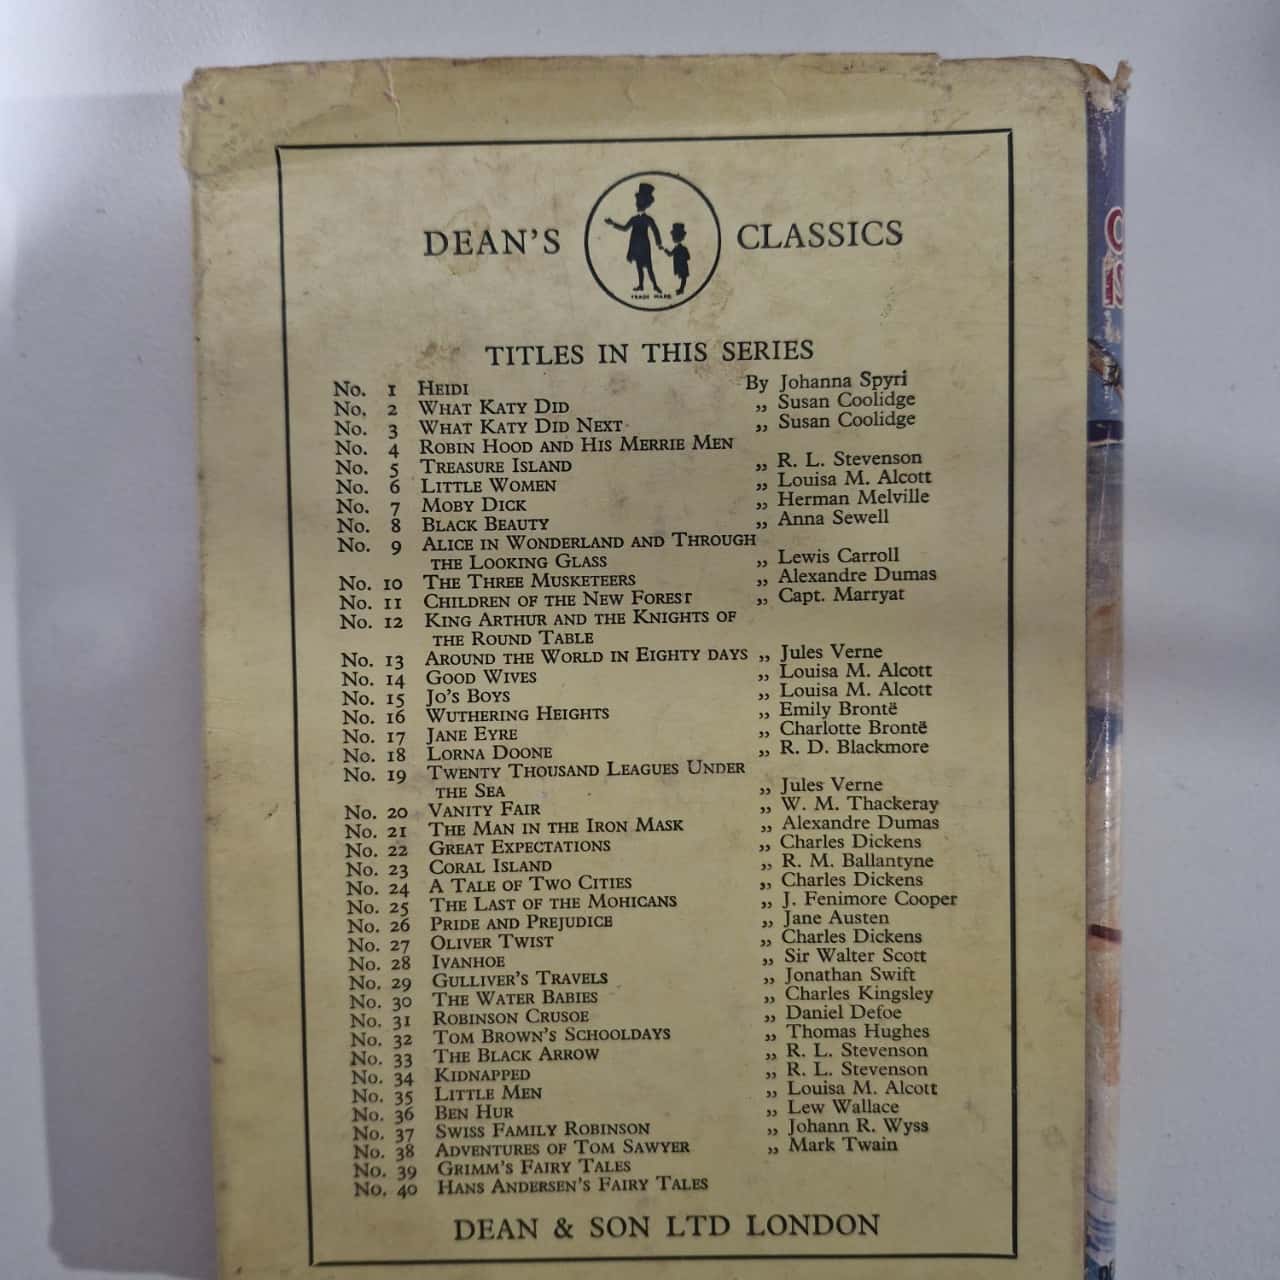 DEAN'S CLASSICS
TRADE MARK
TITLES IN THIS SERIES
No. 1 HEIDI By Johanna Spyri
No. 2 WHAT KATY DID ,, Susan Coolidge
No. 3 WHAT KATY DID NEXT ,, Susan Coolidge
No. 4 ROBIN HOOD AND HIS MERRIE MEN
No. 5 TREASURE ISLAND ,, R. L. Stevenson
No. 6 LITTLE WOMEN ,, Louisa M. Alcott
No. 7 MOBY DICK ,, Herman Melville
No. 8 BLACK BEAUTY ,, Anna Sewell
No. 9 ALICE IN WONDERLAND AND THROUGH
THE LOOKING GLASS ,, Lewis Carroll
No. 10 THE THREE MUSKETEERS ,, Alexandre Dumas
No. 11 CHILDREN OF THE NEW FOREST ,, Capt. Marryat
No. 12 KING ARTHUR AND THE KNIGHTS OF
THE ROUND TABLE
No. 13 AROUND THE WORLD IN EIGHTY DAYS ,, Jules Verne
No. 14 GOOD WIVES ,, Louisa M. Alcott
No. 15 JO'S BOYS ,, Louisa M. Alcott
No. 16 WUTHERING HEIGHTS ,, Emily Brontë
No. 17 JANE EYRE ,, Charlotte Brontë
No. 18 LORNA DOONE ,, R. D. Blackmore
No. 19 TWENTY THOUSAND LEAGUES UNDER
THE SEA ,, Jules Verne
No. 20 VANITY FAIR ,, W. M. Thackeray
No. 21 THE MAN IN THE IRON MASK ,, Alexandre Dumas
No. 22 GREAT EXPECTATIONS ,, Charles Dickens
No. 23 CORAL ISLAND ,, R. M. Ballantyne
No. 24 A TALE OF TWO CITIES ,, Charles Dickens
No. 25 THE LAST OF THE MOHICANS ,, J. Fenimore Cooper
No. 26 PRIDE AND PREJUDICE ,, Jane Austen
No. 27 OLIVER TWIST ,, Charles Dickens
No. 28 IVANHOE ,, Sir Walter Scott
No. 29 GULLIVER'S TRAVELS ,, Jonathan Swift
No. 30 THE WATER BABIES ,, Charles Kingsley
No. 31 ROBINSON CRUSOE ,, Daniel Defoe
No. 32 TOM BROWN'S SCHOOLDAYS ,, Thomas Hughes
No. 33 THE BLACK ARROW ,, R. L. Stevenson
No. 34 KIDNAPPED ,, R. L. Stevenson
No. 35 LITTLE MEN ,, Louisa M. Alcott
No. 36 BEN HUR ,, Lew Wallace
No. 37 SWISS FAMILY ROBINSON ,, Johann R. Wyss
No. 38 ADVENTURES OF TOM SAWYER ,, Mark Twain
No. 39 GRIMM'S FAIRY TALES
No. 40 HANS ANDERSEN'S FAIRY TALES
DEAN & SON LTD LONDON